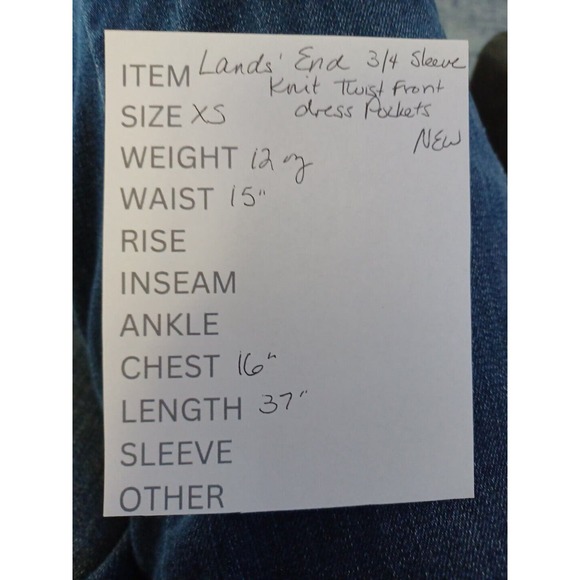 ITEM Lands' End 3/4 Sleeve
Knit Twist Front
SIZE XS dress Pockets
NEW
WEIGHT 12 oz
WAIST 15"
RISE
INSEAM
ANKLE
CHEST 16"
LENGTH 37"
SLEEVE
OTHER